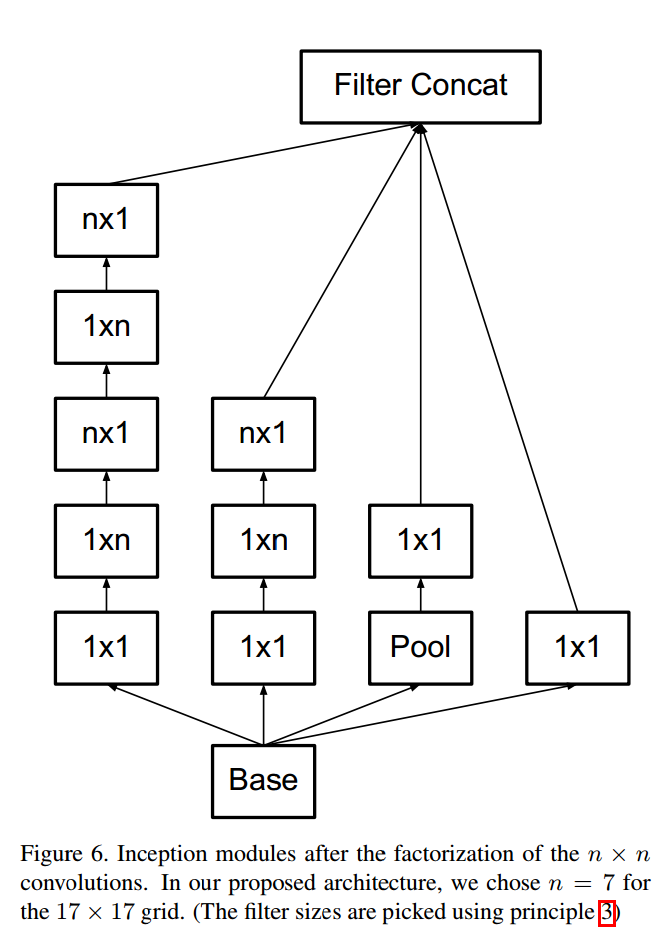 Filter Concat
nx1
1xn
nx1
nx1
1xn
1xn
1x1
1x1
1x1
Pool
1x1
Base
Figure 6. Inception modules after the factorization of the n × n
convolutions. In our proposed architecture, we chose n = 7 for
the 17 × 17 grid. (The filter sizes are picked using principle 3)